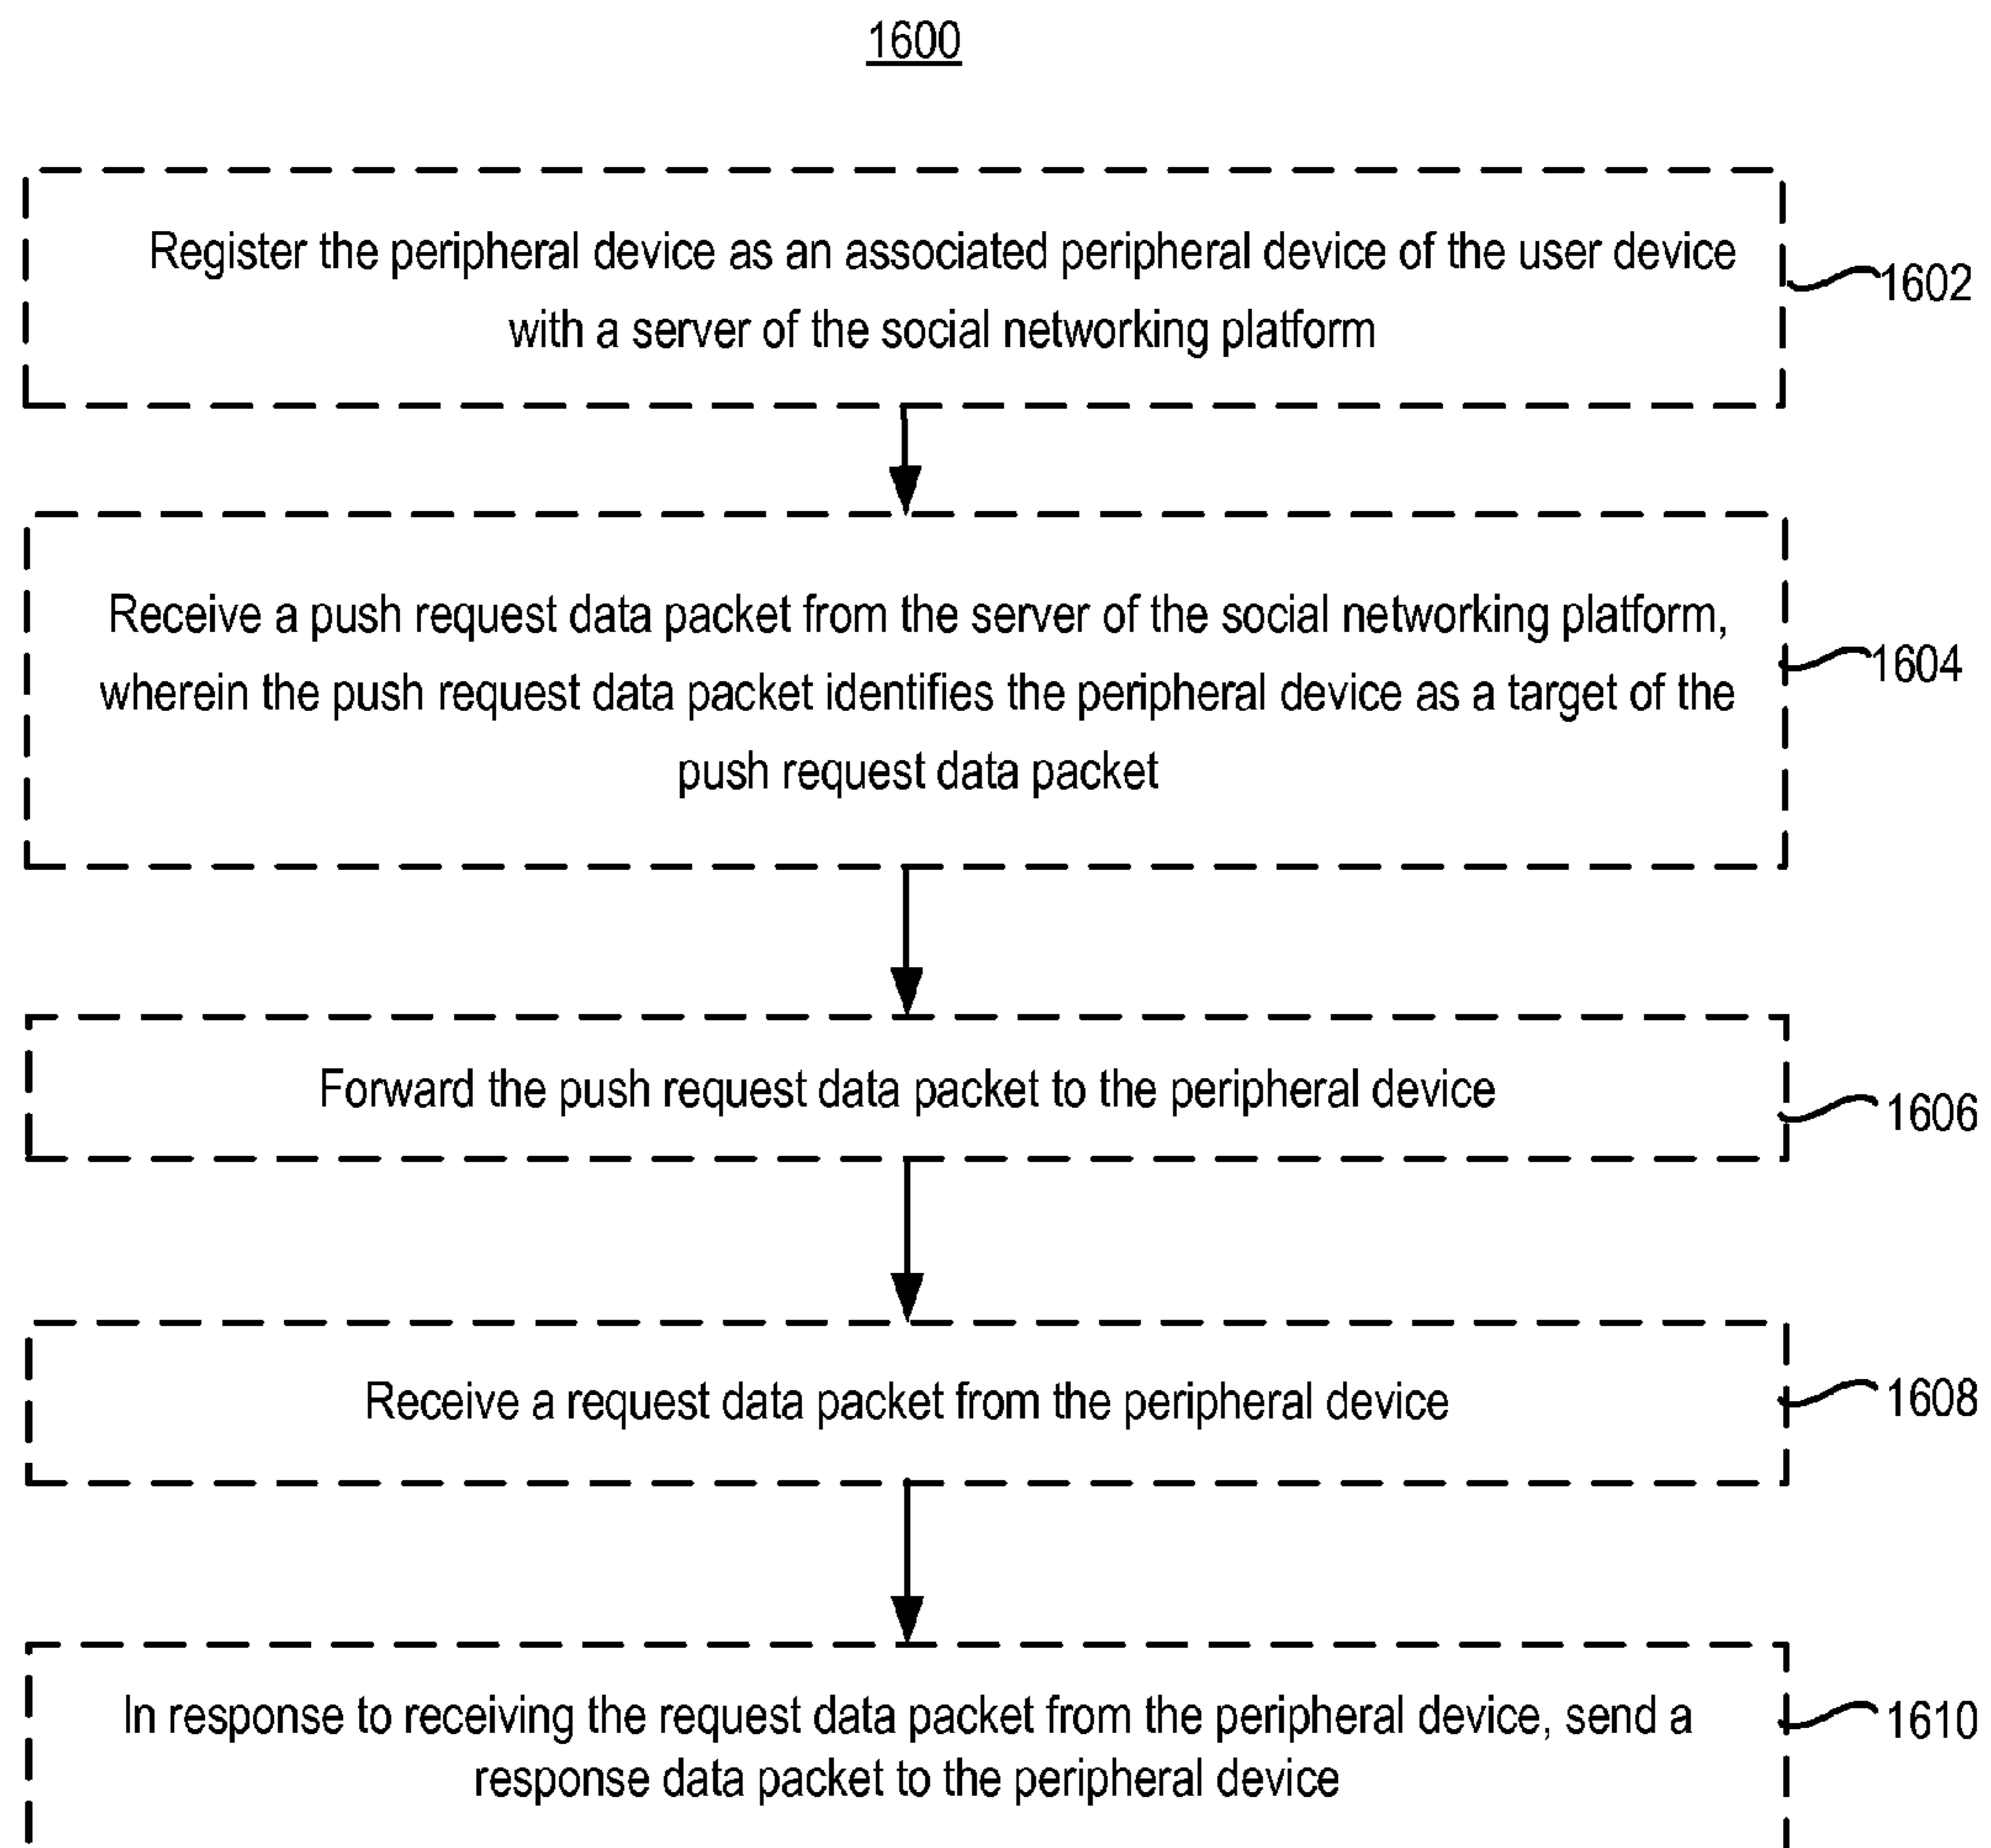 1600
Register the peripheral device as an associated peripheral device of the user device
with a server of the social networking platform
1602
Receive a push request data packet from the server of the social networking platform,
wherein the push request data packet identifies the peripheral device as a target of the
push request data packet
1604
Forward the push request data packet to the peripheral device
1606
Receive a request data packet from the peripheral device
1608
In response to receiving the request data packet from the peripheral device, send a
response data packet to the peripheral device
1610